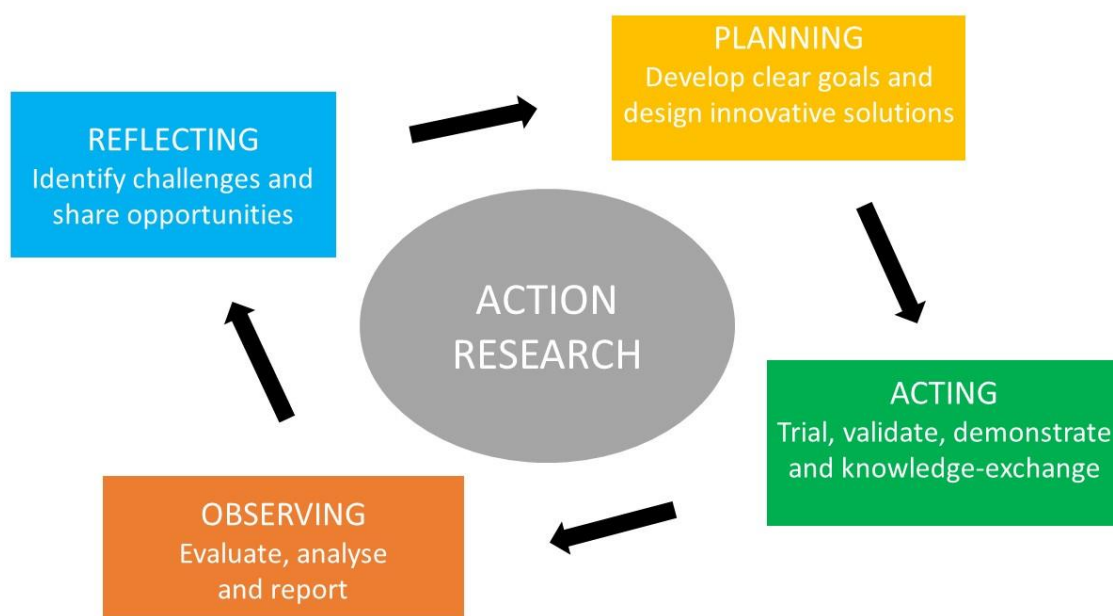 PLANNING
Develop clear goals and
design innovative solutions
REFLECTING
Identify challenges and
share opportunities
ACTION
RESEARCH
ACTING
Trial, validate, demonstrate
and knowledge-exchange
OBSERVING
Evaluate, analyse
and report